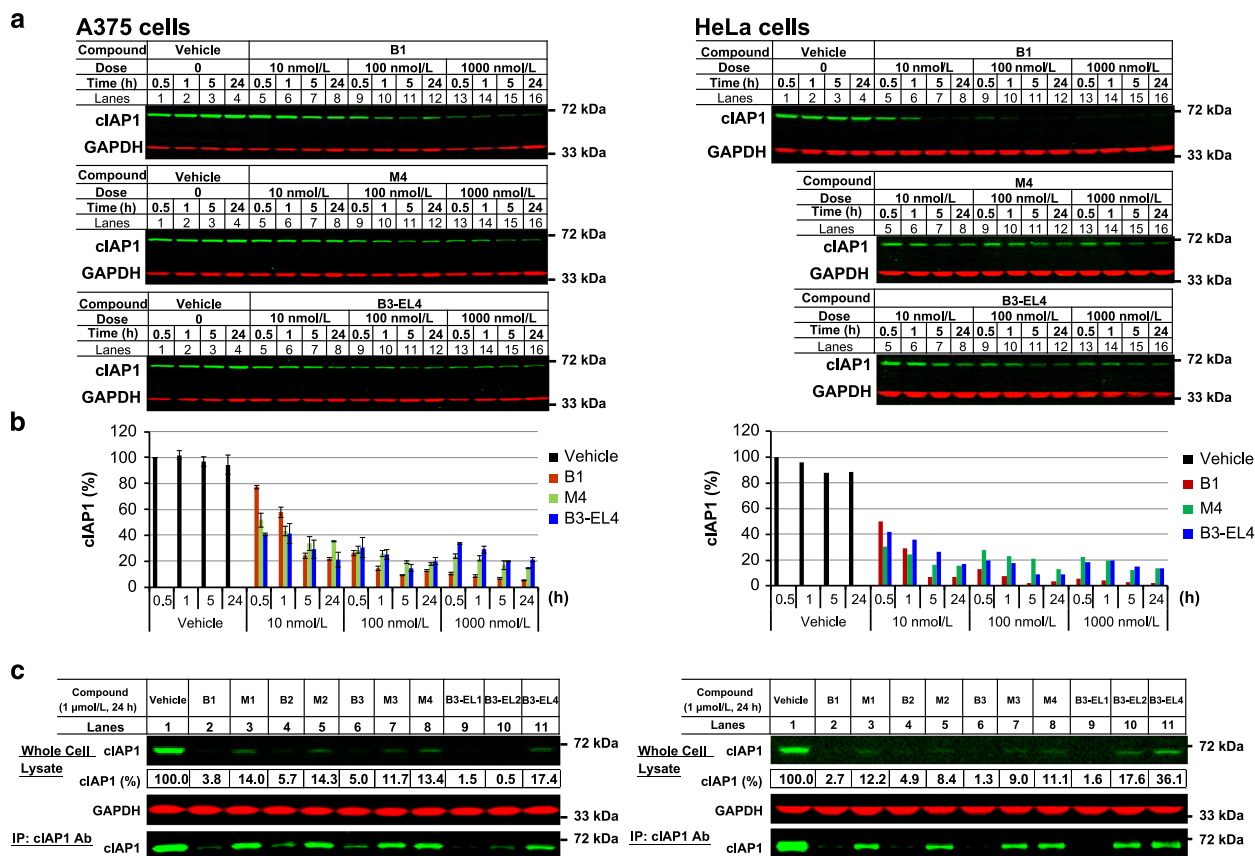 a
A375 cells
Compound Vehicle B1
Dose 0 10 nmol/L 100 nmol/L 1000 nmol/L
Time (h) 0.5 1 5 24 0.5 1 5 24 0.5 1 5 24 0.5 1 5 24
Lanes 1 2 3 4 5 6 7 8 9 10 11 12 13 14 15 16
cIAP1 72 kDa
GAPDH 33 kDa
Compound Vehicle M4
Dose 0 10 nmol/L 100 nmol/L 1000 nmol/L
Time (h) 0.5 1 5 24 0.5 1 5 24 0.5 1 5 24 0.5 1 5 24
Lanes 1 2 3 4 5 6 7 8 9 10 11 12 13 14 15 16
cIAP1 72 kDa
GAPDH 33 kDa
Compound Vehicle B3-EL4
Dose 0 10 nmol/L 100 nmol/L 1000 nmol/L
Time (h) 0.5 1 5 24 0.5 1 5 24 0.5 1 5 24 0.5 1 5 24
Lanes 1 2 3 4 5 6 7 8 9 10 11 12 13 14 15 16
cIAP1 72 kDa
GAPDH 33 kDa
HeLa cells
Compound Vehicle B1
Dose 0 10 nmol/L 100 nmol/L 1000 nmol/L
Time (h) 0.5 1 5 24 0.5 1 5 24 0.5 1 5 24 0.5 1 5 24
Lanes 1 2 3 4 5 6 7 8 9 10 11 12 13 14 15 16
cIAP1 72 kDa
GAPDH 33 kDa
Compound M4
Dose 10 nmol/L 100 nmol/L 1000 nmol/L
Time (h) 0.5 1 5 24 0.5 1 5 24 0.5 1 5 24
Lanes 5 6 7 8 9 10 11 12 13 14 15 16
cIAP1 72 kDa
GAPDH 33 kDa
Compound B3-EL4
Dose 10 nmol/L 100 nmol/L 1000 nmol/L
Time (h) 0.5 1 5 24 0.5 1 5 24 0.5 1 5 24
Lanes 5 6 7 8 9 10 11 12 13 14 15 16
cIAP1 72 kDa
GAPDH 33 kDa
b
cIAP1 (%)
120
100
80
60
40
20
0
0.5 1 5 24 0.5 1 5 24 0.5 1 5 24 0.5 1 5 24 (h)
Vehicle 10 nmol/L 100 nmol/L 1000 nmol/L
Vehicle
B1
M4
B3-EL4
cIAP1 (%)
120
100
80
60
40
20
0
0.5 1 5 24 0.5 1 5 24 0.5 1 5 24 0.5 1 5 24 (h)
Vehicle 10 nmol/L 100 nmol/L 1000 nmol/L
Vehicle
B1
M4
B3-EL4
c
Compound (1 µmol/L, 24 h) Vehicle B1 M1 B2 M2 B3 M3 M4 B3-EL1 B3-EL2 B3-EL4
Lanes 1 2 3 4 5 6 7 8 9 10 11
Whole Cell Lysate cIAP1 72 kDa
cIAP1 (%) 100.0 3.8 14.0 5.7 14.3 5.0 11.7 13.4 1.5 0.5 17.4
GAPDH 33 kDa
IP: cIAP1 Ab cIAP1 72 kDa
Compound (1 µmol/L, 24 h) Vehicle B1 M1 B2 M2 B3 M3 M4 B3-EL1 B3-EL2 B3-EL4
Lanes 1 2 3 4 5 6 7 8 9 10 11
Whole Cell Lysate cIAP1 72 kDa
cIAP1 (%) 100.0 2.7 12.2 4.9 8.4 1.3 9.0 11.1 1.6 17.6 36.1
GAPDH 33 kDa
IP: cIAP1 Ab cIAP1 72 kDa